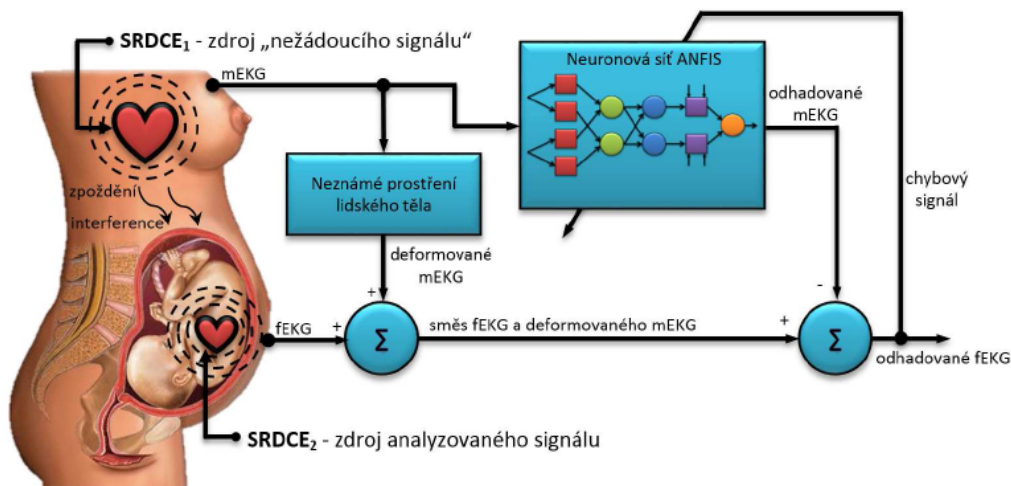 SRDCE₁ - zdroj „nežádoucího signálu“
mEKG
Neuronová síť ANFIS
odhadované
mEKG
zpoždění
interference
Neznámé prostření
lidského těla
chybový
signál
deformované
mEKG
+
-
fEKG
+
Σ
směs fEKG a deformovaného mEKG
+
Σ
odhadované fEKG
SRDCE₂ - zdroj analyzovaného signálu